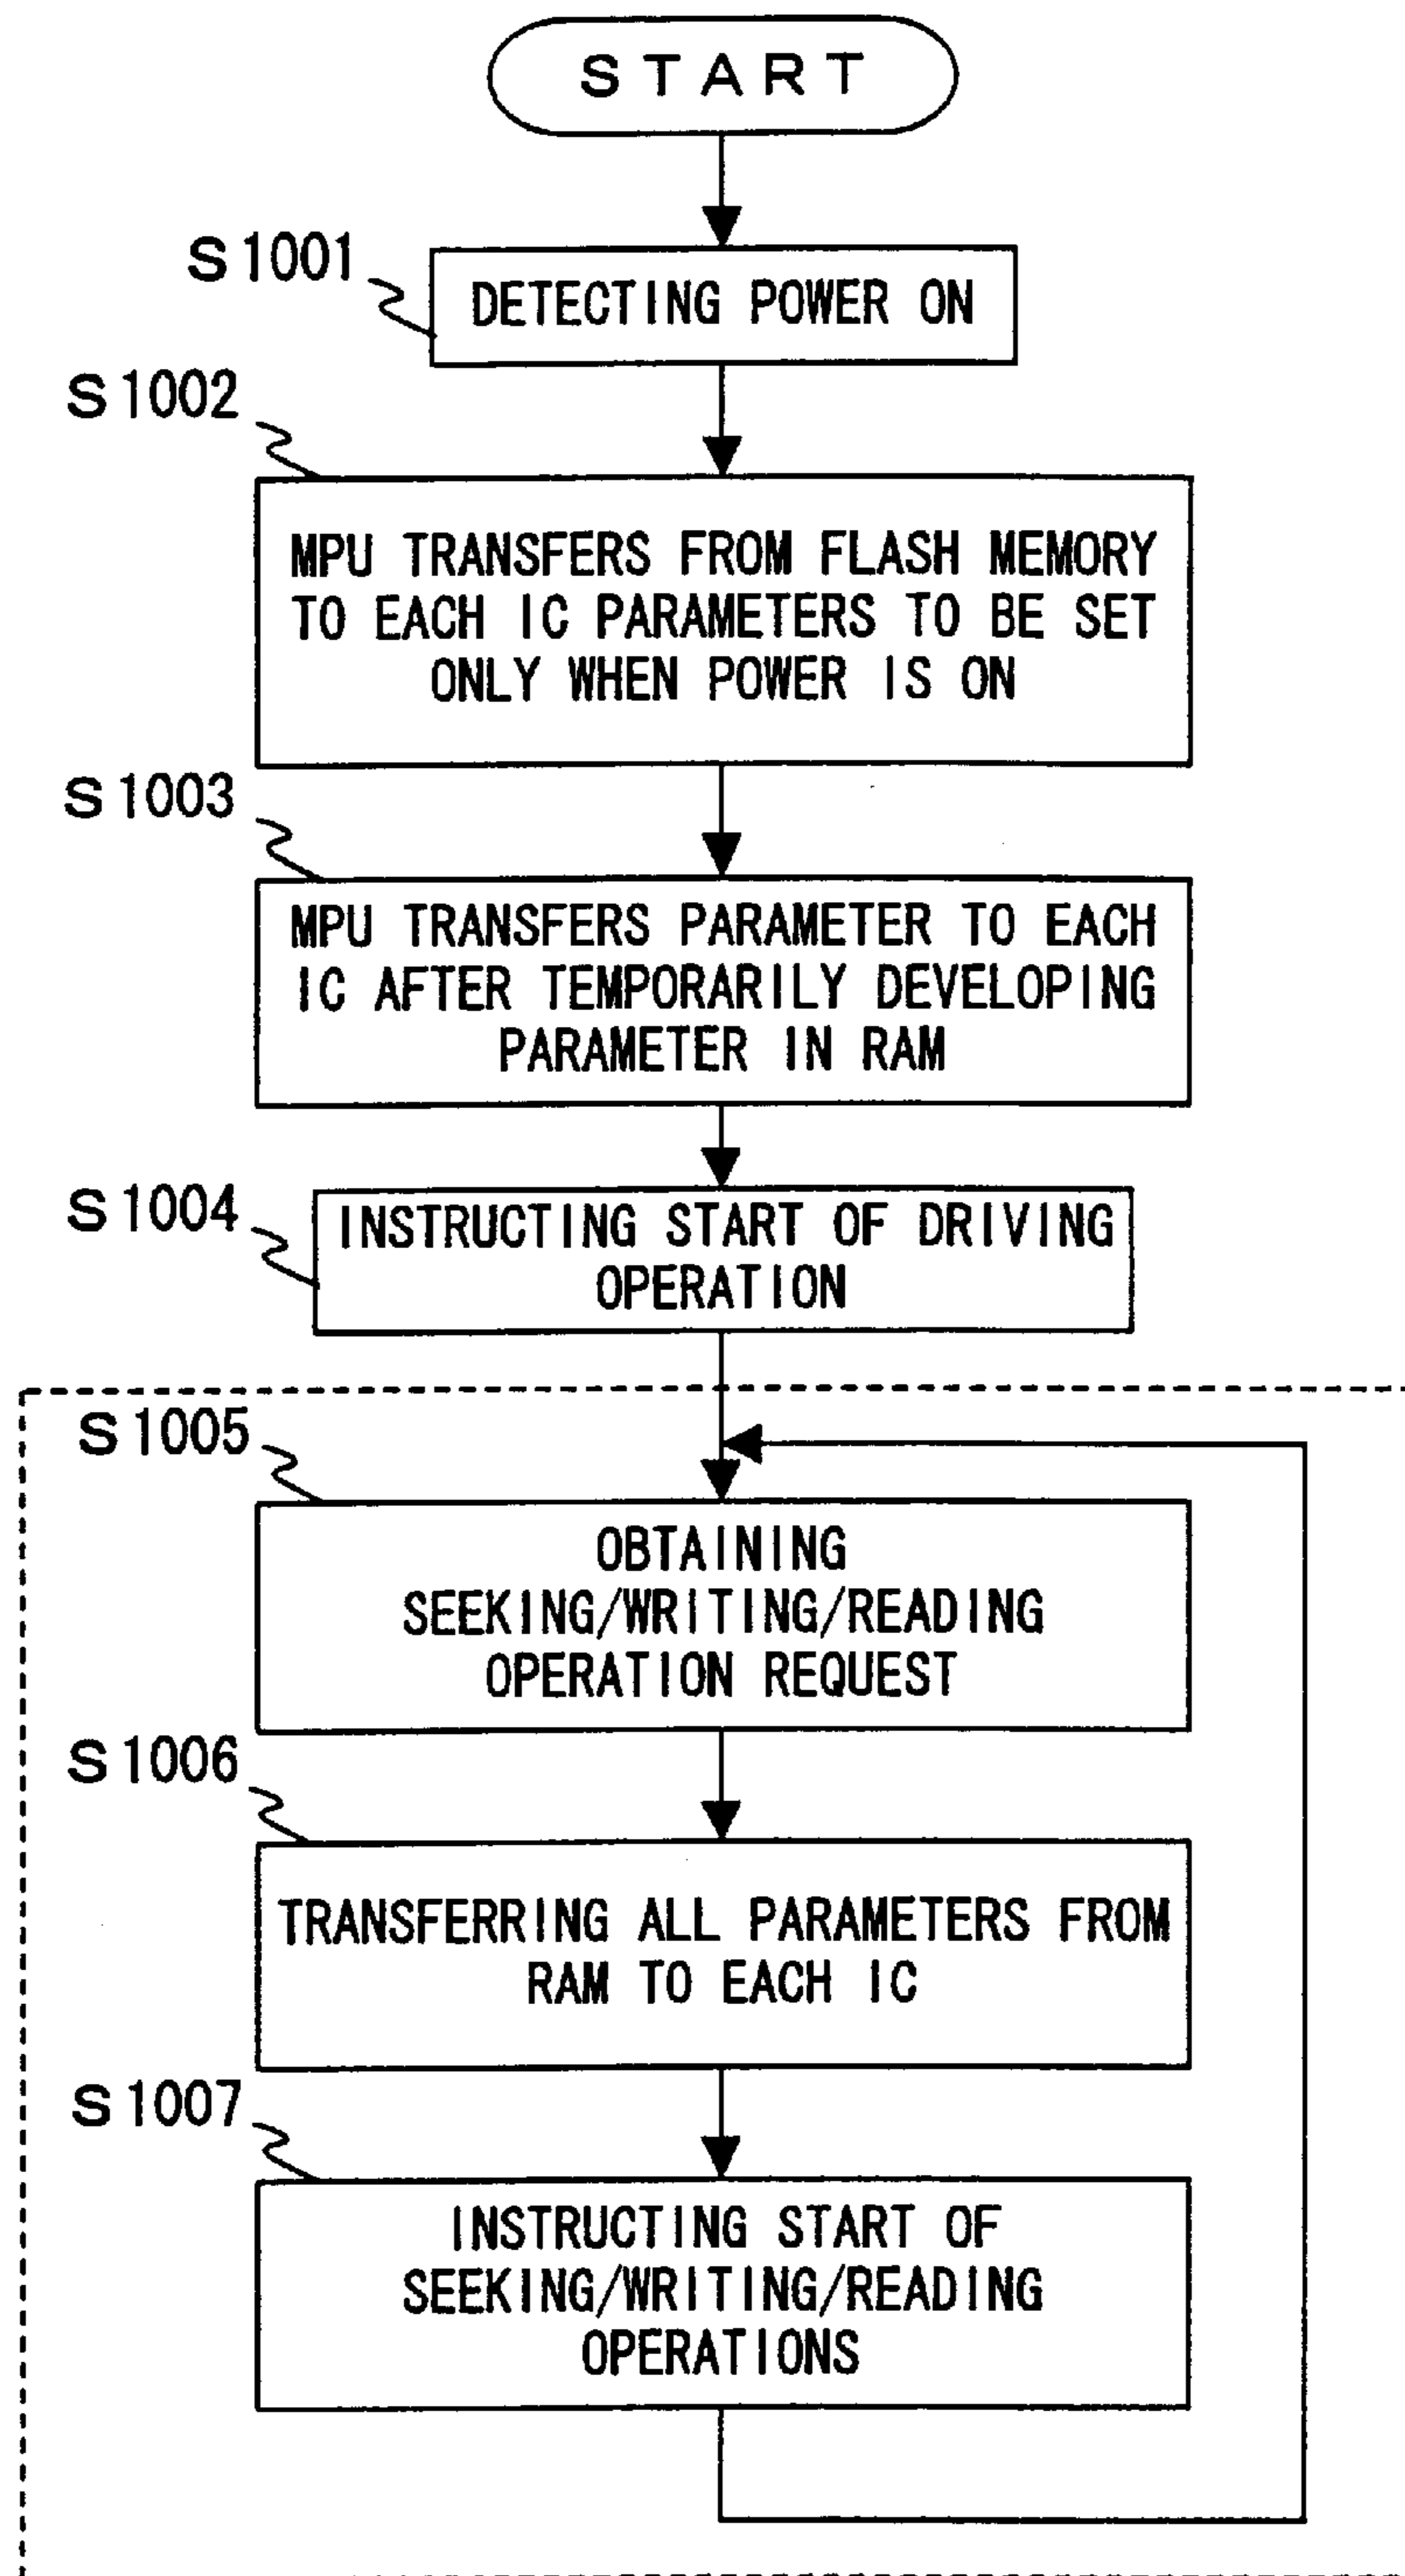 START
S1001
DETECTING POWER ON
S1002
MPU TRANSFERS FROM FLASH MEMORY
TO EACH IC PARAMETERS TO BE SET
ONLY WHEN POWER IS ON
S1003
MPU TRANSFERS PARAMETER TO EACH
IC AFTER TEMPORARILY DEVELOPING
PARAMETER IN RAM
S1004
INSTRUCTING START OF DRIVING
OPERATION
S1005
OBTAINING
SEEKING/WRITING/READING
OPERATION REQUEST
S1006
TRANSFERRING ALL PARAMETERS FROM
RAM TO EACH IC
S1007
INSTRUCTING START OF
SEEKING/WRITING/READING
OPERATIONS